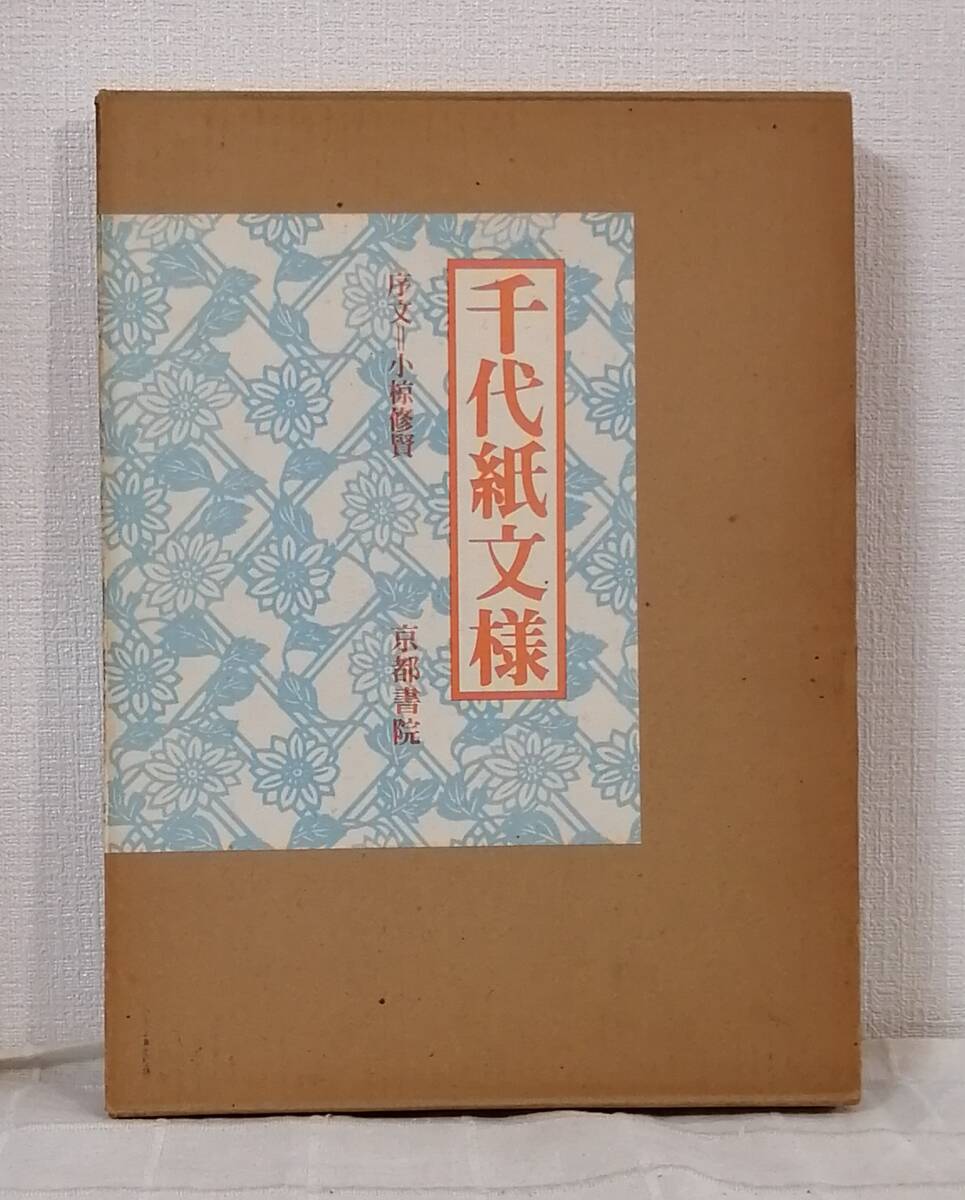 千代紙文様
序文=小椋修賢
京都書院